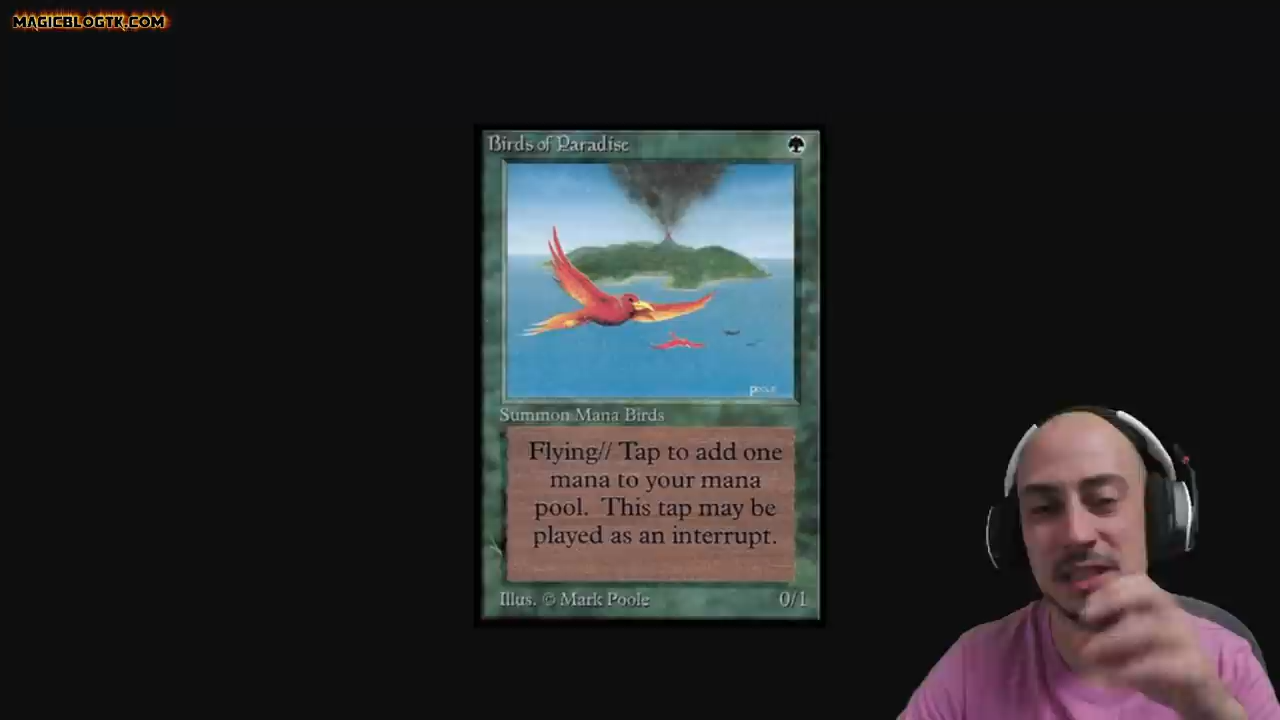 MAGICBLOGTK.COM
Birds of Paradise
Poole
Summon Mana Birds
Flying// Tap to add one
mana to your mana
pool. This tap may be
played as an interrupt.
Illus. © Mark Poole
0/1